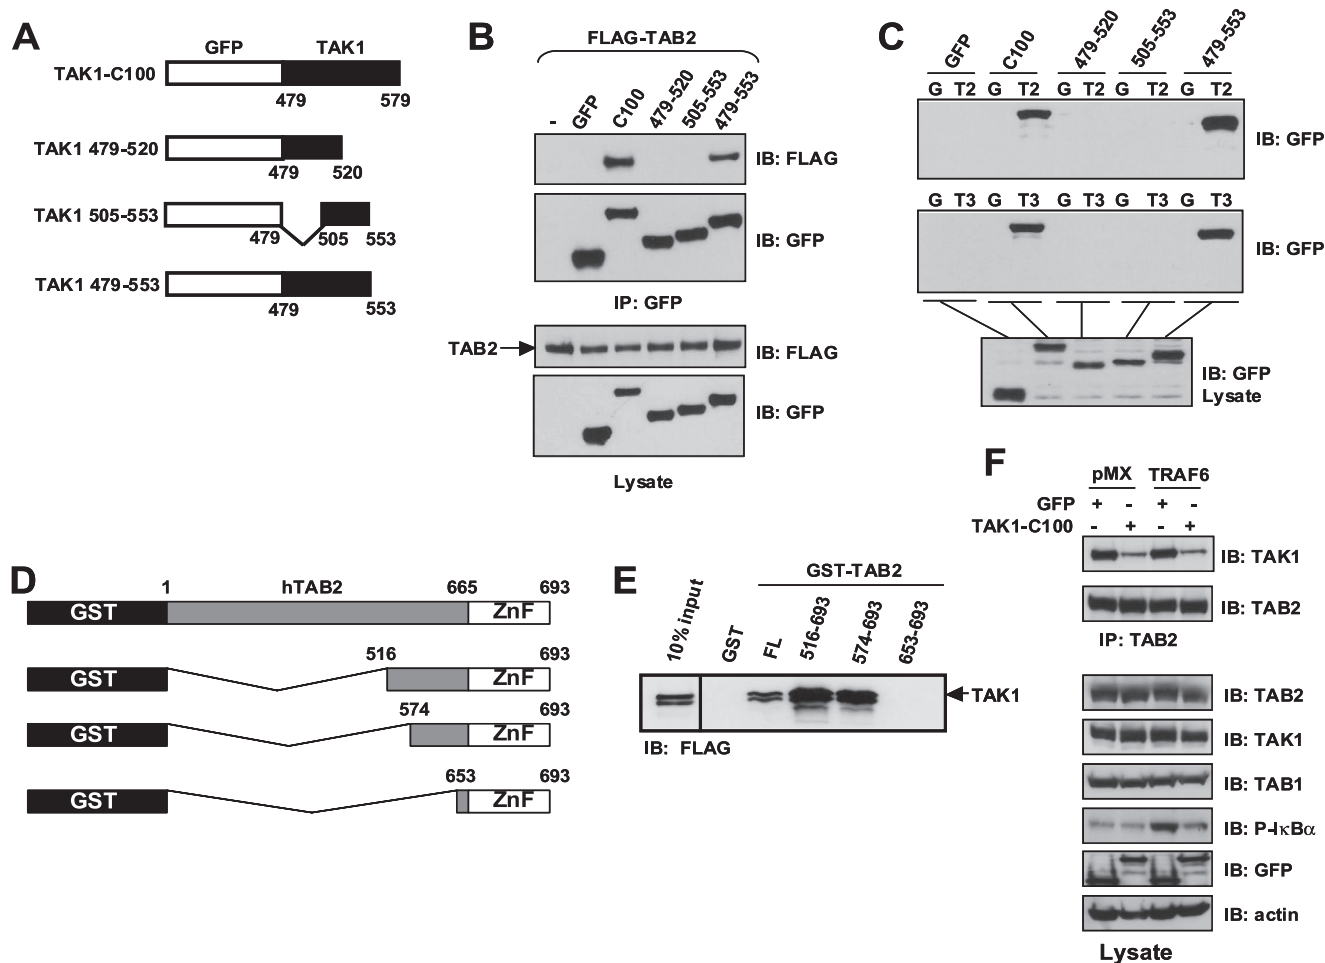 A
GFP TAK1
TAK1-C100
479 579
TAK1 479-520
479 520
TAK1 505-553
479 505 553
TAK1 479-553
479 553
B
FLAG-TAB2
- GFP C100 479-520 505-553 479-553
IB: FLAG
IB: GFP
IP: GFP
TAB2
IB: FLAG
IB: GFP
Lysate
C
GFP C100 479-520 505-553 479-553
G T2 G T2 G T2 G T2 G T2
IB: GFP
G T3 G T3 G T3 G T3 G T3
IB: GFP
IB: GFP
Lysate
D
1 hTAB2 665 693
GST ZnF
516 693
GST ZnF
574 693
GST ZnF
653 693
GST ZnF
E
GST-TAB2
10% input GST FL 516-693 574-693 653-693
TAK1
IB: FLAG
F
pMX TRAF6
GFP + - + -
TAK1-C100 - + - +
IB: TAK1
IB: TAB2
IP: TAB2
IB: TAB2
IB: TAK1
IB: TAB1
IB: P-IκBα
IB: GFP
IB: actin
Lysate